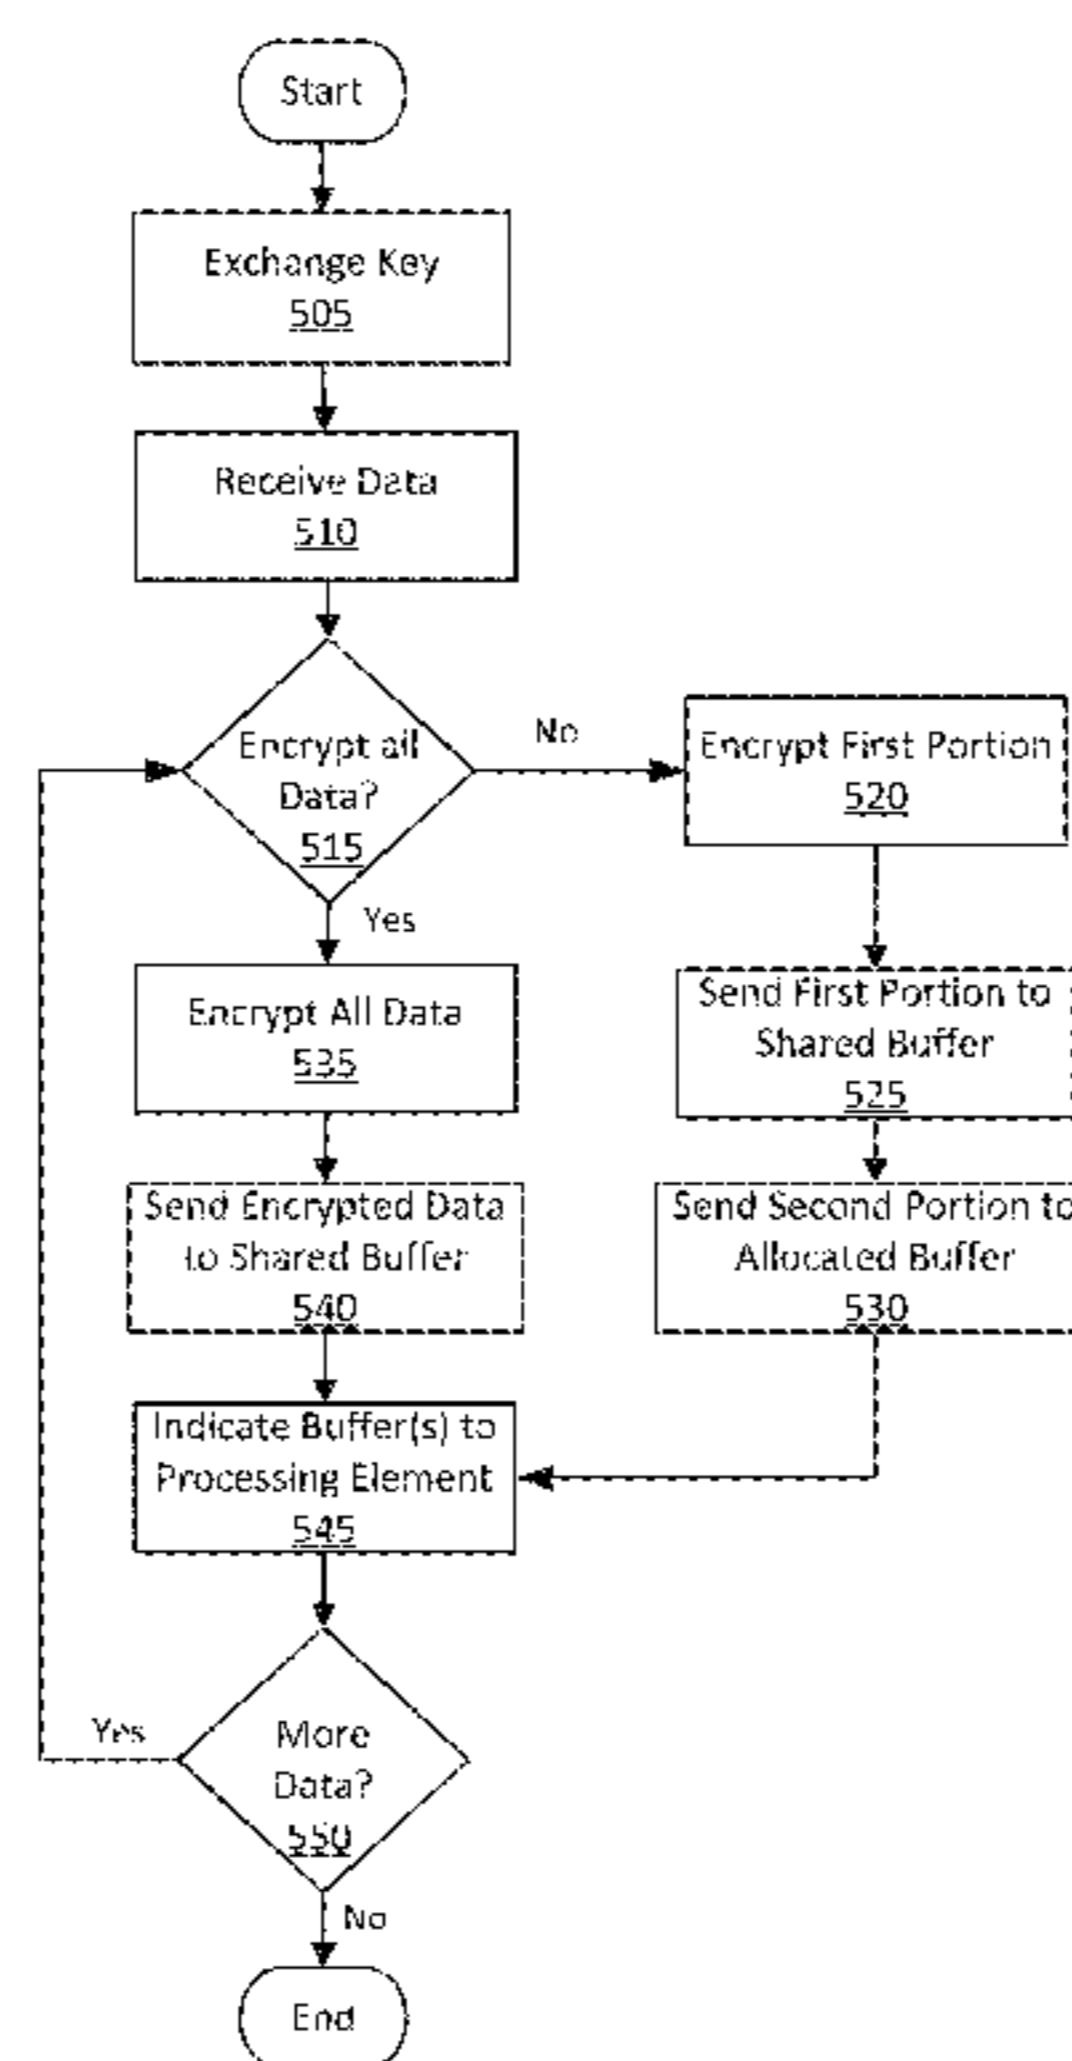 Start
Exchange Key
505
Receive Data
510
Encrypt all
Data?
515
No
Encrypt First Portion
520
Yes
Encrypt All Data
535
Send First Portion to
Shared Buffer
525
Send Encrypted Data
to Shared Buffer
540
Send Second Portion to
Allocated Buffer
530
Indicate Buffer(s) to
Processing Element
545
Yes
More
Data?
550
No
End